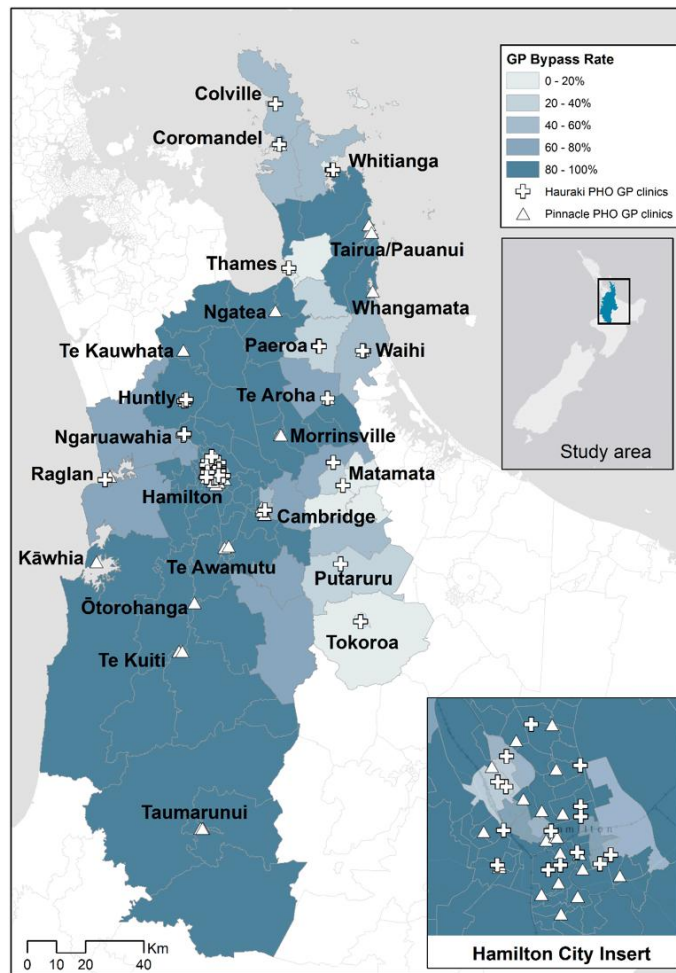 Colville
Coromandel
Whitianga
Thames
Tairua/Pauanui
Ngatea
Whangamata
Te Kauwhata
Paeroa
Waihi
Huntly
Te Aroha
Ngaruawahia
Morrinsville
Raglan
Matamata
Hamilton
Cambridge
Kāwhia
Te Awamutu
Putaruru
Ōtorohanga
Tokoroa
Te Kuiti
Taumarunui
0 10 20 40
Km
GP Bypass Rate
0 - 20%
20 - 40%
40 - 60%
60 - 80%
80 - 100%
Hauraki PHO GP clinics
Pinnacle PHO GP clinics
Study area
Hamilton City Insert